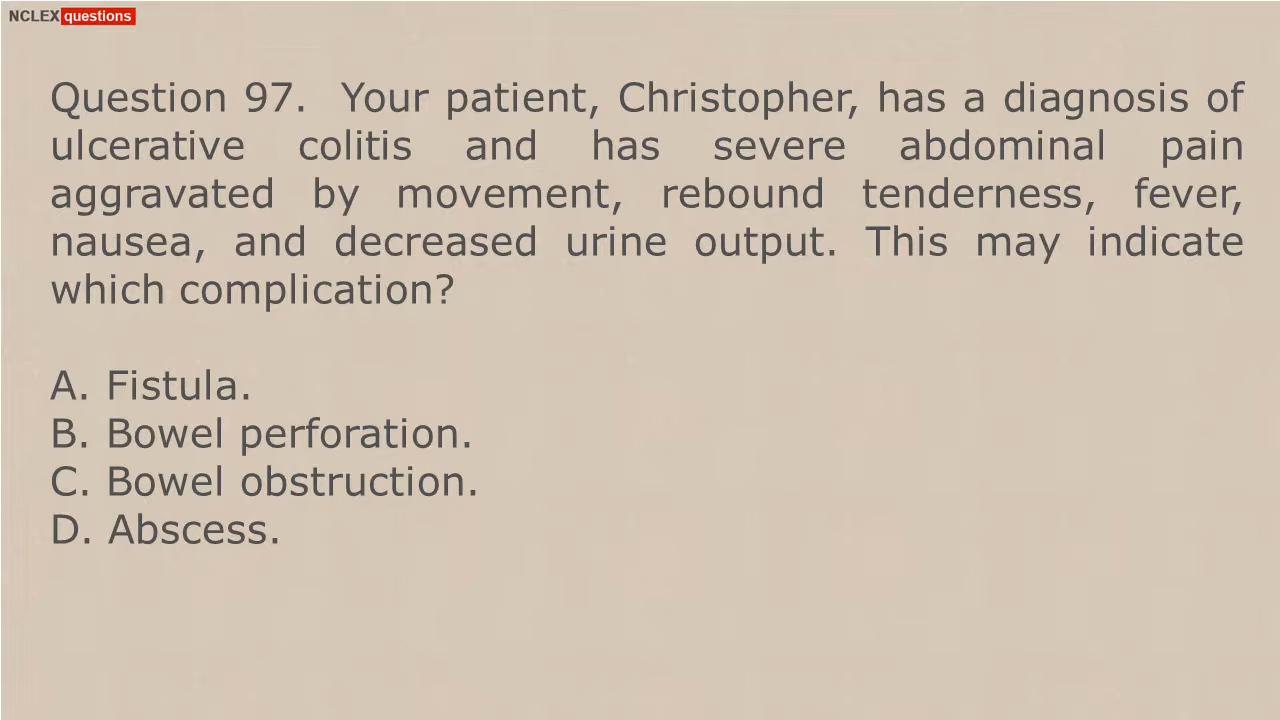 NCLEX questions
Question 97. Your patient, Christopher, has a diagnosis of
ulcerative colitis and has severe abdominal pain
aggravated by movement, rebound tenderness, fever,
nausea, and decreased urine output. This may indicate
which complication?
A. Fistula.
B. Bowel perforation.
C. Bowel obstruction.
D. Abscess.